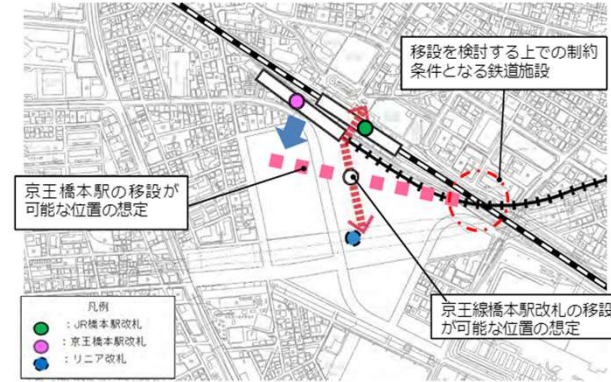 移設を検討する上での制約
条件となる鉄道施設
京王橋本駅の移設が
可能な位置の想定
京王線橋本駅改札の移設
が可能な位置の想定
凡例
：JR橋本駅改札
：京王橋本駅改札
：リニア改札